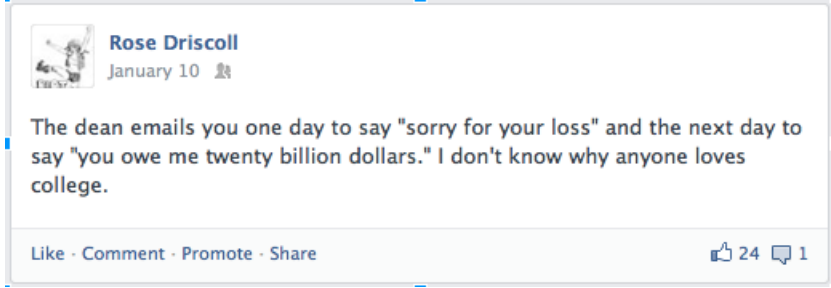 Rose Driscoll
January 10
The dean emails you one day to say "sorry for your loss" and the next day to
say "you owe me twenty billion dollars." I don't know why anyone loves
college.
Like · Comment · Promote · Share 24 1